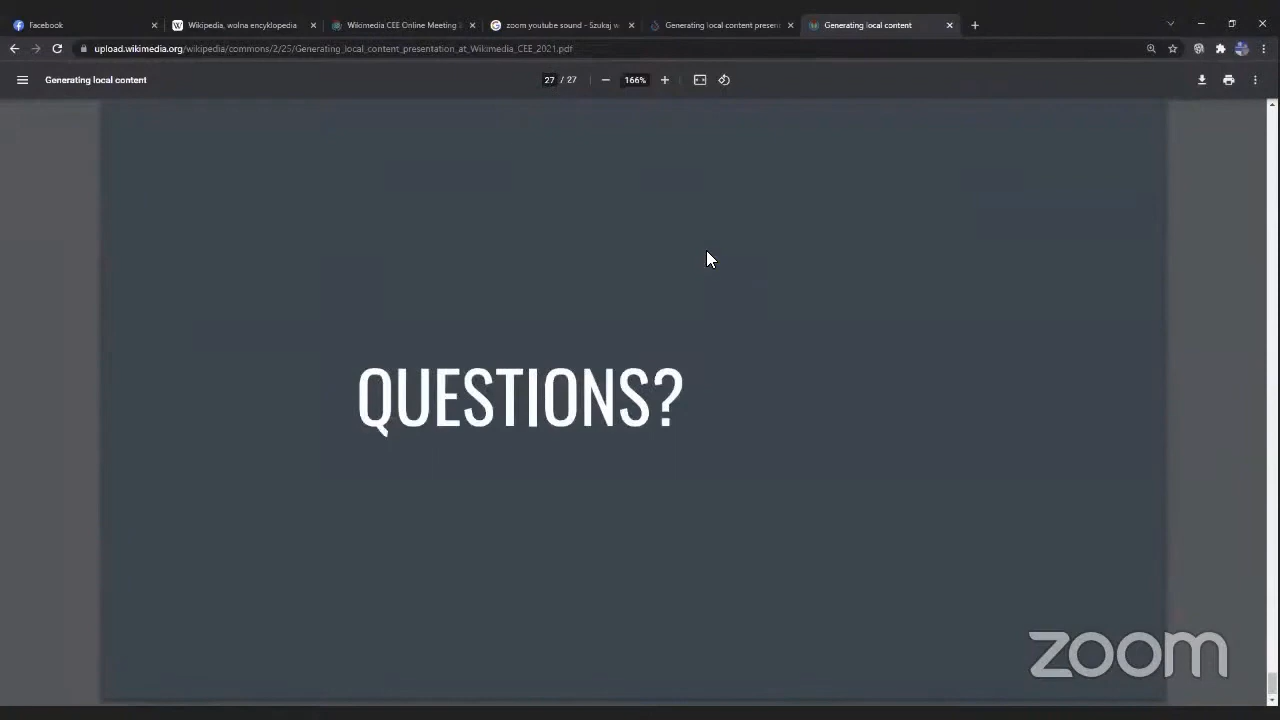 Facebook
Wikipedia, wolna encyklopedia
Wikimedia CEE Online Meeting
zoom youtube sound - Szukaj w
Generating local content presen
Generating local content
upload.wikimedia.org/wikipedia/commons/2/25/Generating_local_content_presentation_at_Wikimedia_CEE_2021.pdf
Generating local content
27 / 27
166%
QUESTIONS?
zoom